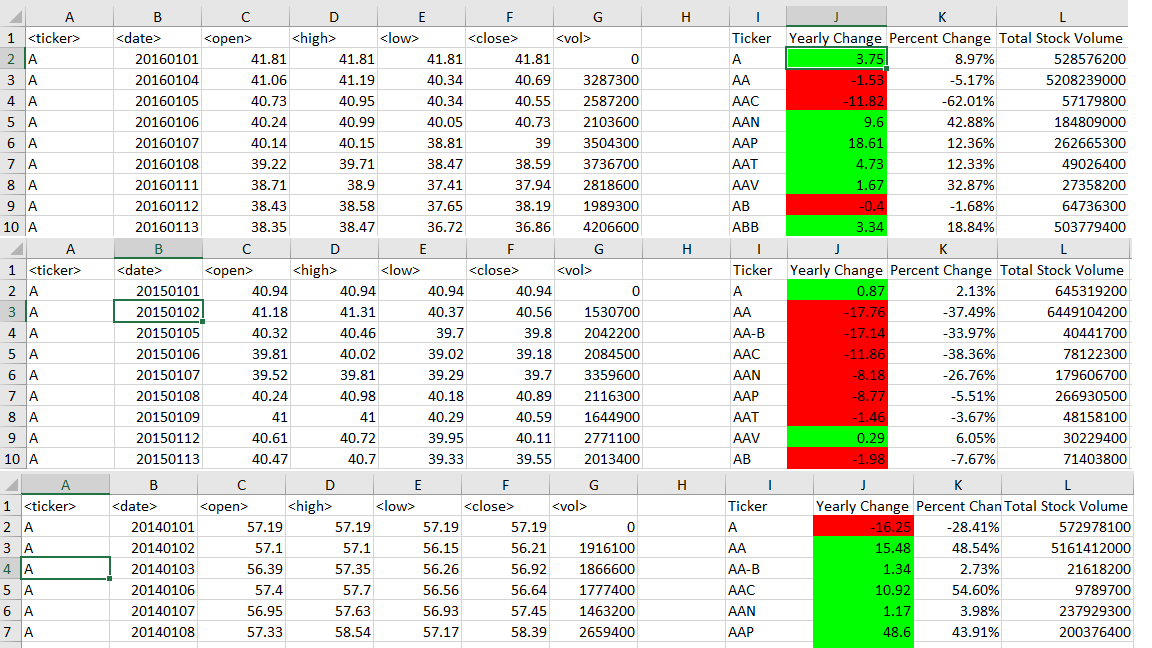 A B C D E F G H I J K L
1 <ticker> <date> <open> <high> <low> <close> <vol> Ticker Yearly Change Percent Change Total Stock Volume
2 A 20160101 41.81 41.81 41.81 41.81 0 A 3.75 8.97% 528576200
3 A 20160104 41.06 41.19 40.34 40.69 3287300 AA -1.53 -5.17% 5208239000
4 A 20160105 40.73 40.95 40.34 40.55 2587200 AAC -11.82 -62.01% 57179800
5 A 20160106 40.24 40.99 40.05 40.73 2103600 AAN 9.6 42.88% 184809000
6 A 20160107 40.14 40.15 38.81 39 3504300 AAP 18.61 12.36% 262665300
7 A 20160108 39.22 39.71 38.47 38.59 3736700 AAT 4.73 12.33% 49026400
8 A 20160111 38.71 38.9 37.41 37.94 2818600 AAV 1.67 32.87% 27358200
9 A 20160112 38.43 38.58 37.65 38.19 1989300 AB -0.4 -1.68% 64736300
10 A 20160113 38.35 38.47 36.72 36.86 4206600 ABB 3.34 18.84% 503779400
A B C D E F G H I J K L
1 <ticker> <date> <open> <high> <low> <close> <vol> Ticker Yearly Change Percent Change Total Stock Volume
2 A 20150101 40.94 40.94 40.94 40.94 0 A 0.87 2.13% 645319200
3 A 20150102 41.18 41.31 40.37 40.56 1530700 AA -17.76 -37.49% 6449104200
4 A 20150105 40.32 40.46 39.7 39.8 2042200 AA-B -17.14 -33.97% 40441700
5 A 20150106 39.81 40.02 39.02 39.18 2084500 AAC -11.86 -38.36% 78122300
6 A 20150107 39.52 39.81 39.29 39.7 3359600 AAN -8.18 -26.76% 179606700
7 A 20150108 40.24 40.98 40.18 40.89 2116300 AAP -8.77 -5.51% 266930500
8 A 20150109 41 41 40.29 40.59 1644900 AAT -1.46 -3.67% 48158100
9 A 20150112 40.61 40.72 39.95 40.11 2771100 AAV 0.29 6.05% 30229400
10 A 20150113 40.47 40.7 39.33 39.55 2013400 AB -1.98 -7.67% 71403800
A B C D E F G H I J K L
1 <ticker> <date> <open> <high> <low> <close> <vol> Ticker Yearly Change Percent Chan Total Stock Volume
2 A 20140101 57.19 57.19 57.19 57.19 0 A -16.25 -28.41% 572978100
3 A 20140102 57.1 57.1 56.15 56.21 1916100 AA 15.48 48.54% 5161412000
4 A 20140103 56.39 57.35 56.26 56.92 1866600 AA-B 1.34 2.73% 21618200
5 A 20140106 57.4 57.7 56.56 56.64 1777400 AAC 10.92 54.60% 9789700
6 A 20140107 56.95 57.63 56.93 57.45 1463200 AAN 1.17 3.98% 237929300
7 A 20140108 57.33 58.54 57.17 58.39 2659400 AAP 48.6 43.91% 200376400